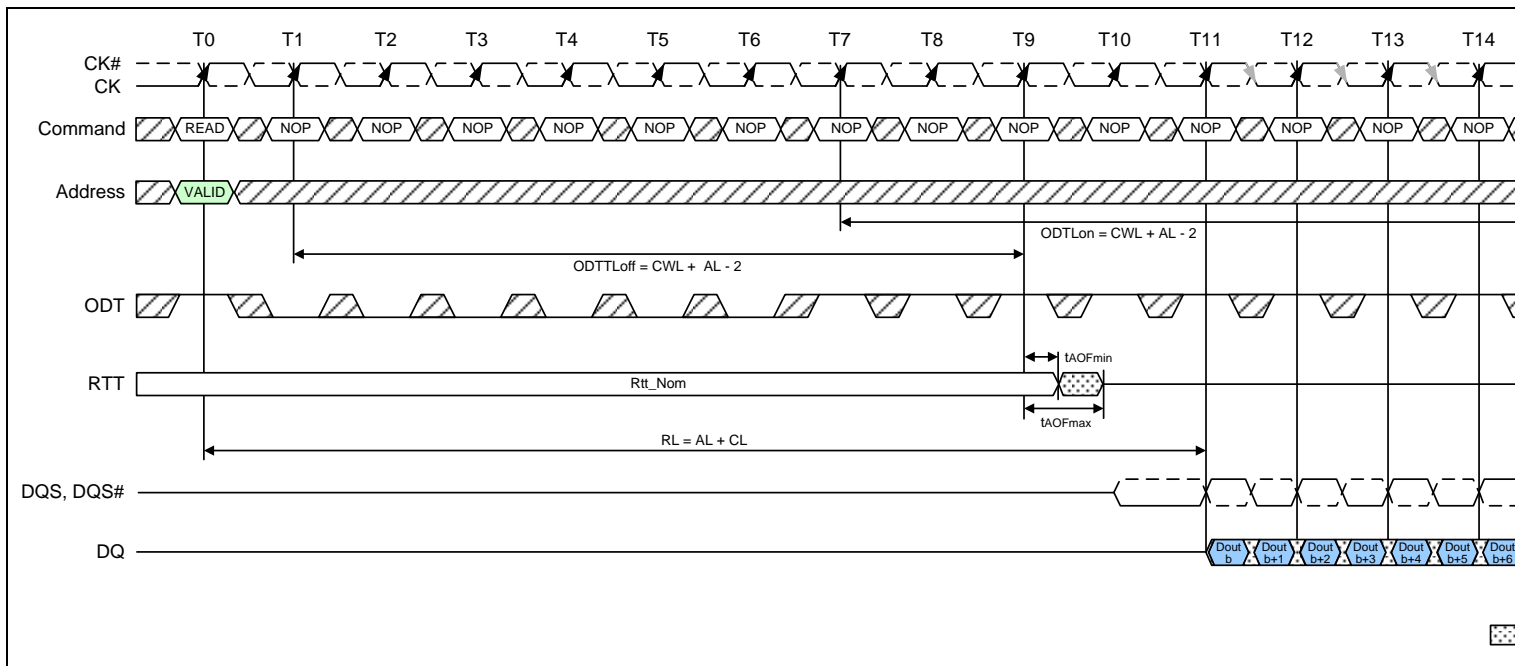 T0 T1 T2 T3 T4 T5 T6 T7 T8 T9 T10 T11 T12 T13 T14
CK#
CK
Command READ NOP NOP NOP NOP NOP NOP NOP NOP NOP NOP NOP NOP NOP NOP
Address VALID
ODTLon = CWL + AL - 2
ODTTLoff = CWL + AL - 2
ODT
tAOFmin
RTT Rtt_Nom
tAOFmax
RL = AL + CL
DQS, DQS#
DQ Dout b Dout b+1 Dout b+2 Dout b+3 Dout b+4 Dout b+5 Dout b+6